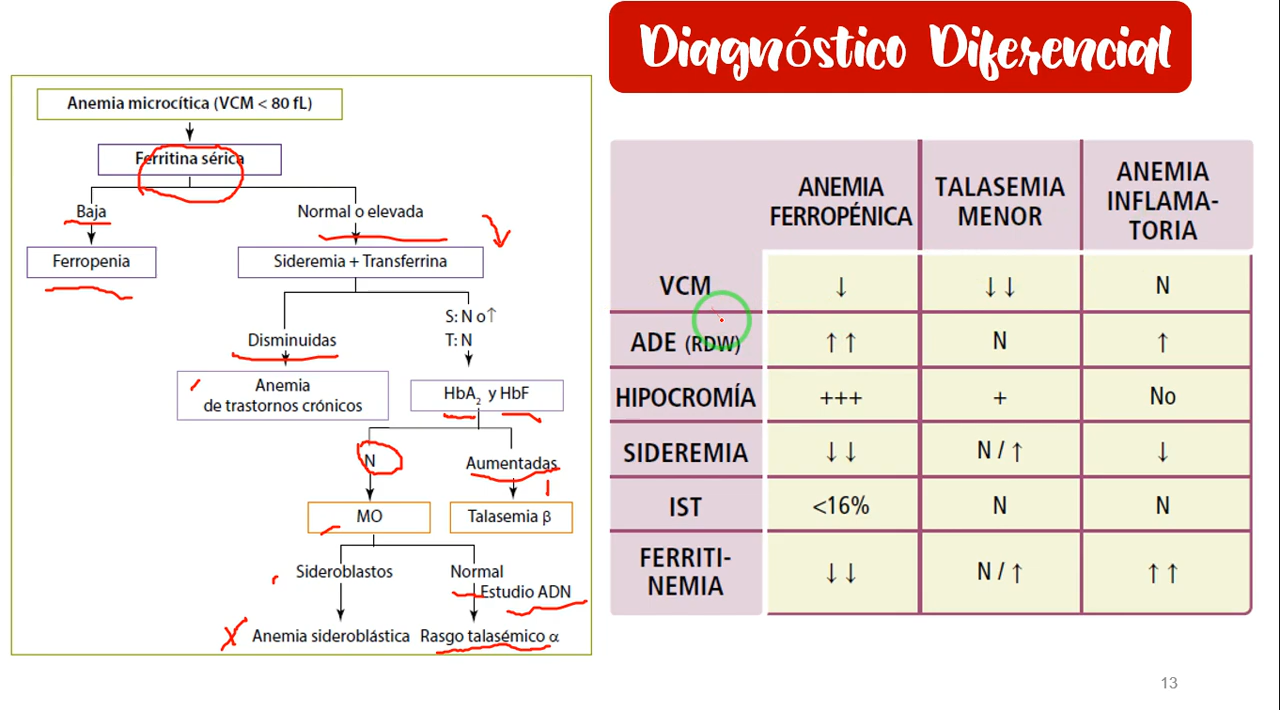 Diagnóstico Diferencial
Anemia microcítica (VCM < 80 fL)
Ferritina sérica
Baja
Normal o elevada
Ferropenia
Sideremia + Transferrina
S: N o↑
T: N
Disminuidas
Anemia
de trastornos crónicos
HbA2 y HbF
N
Aumentadas
MO
Talasemia β
Sideroblastos
Normal
Estudio ADN
Anemia sideroblástica
Rasgo talasémico α
ANEMIA FERROPÉNICA
TALASEMIA MENOR
ANEMIA INFLAMA-
TORIA
VCM ↓ ↓↓ N
ADE (RDW) ↑↑ N ↑
HIPOCROMÍA +++ + No
SIDEREMIA ↓↓ N / ↑ ↓
IST <16% N N
FERRITI-
NEMIA ↓↓ N / ↑ ↑↑
13